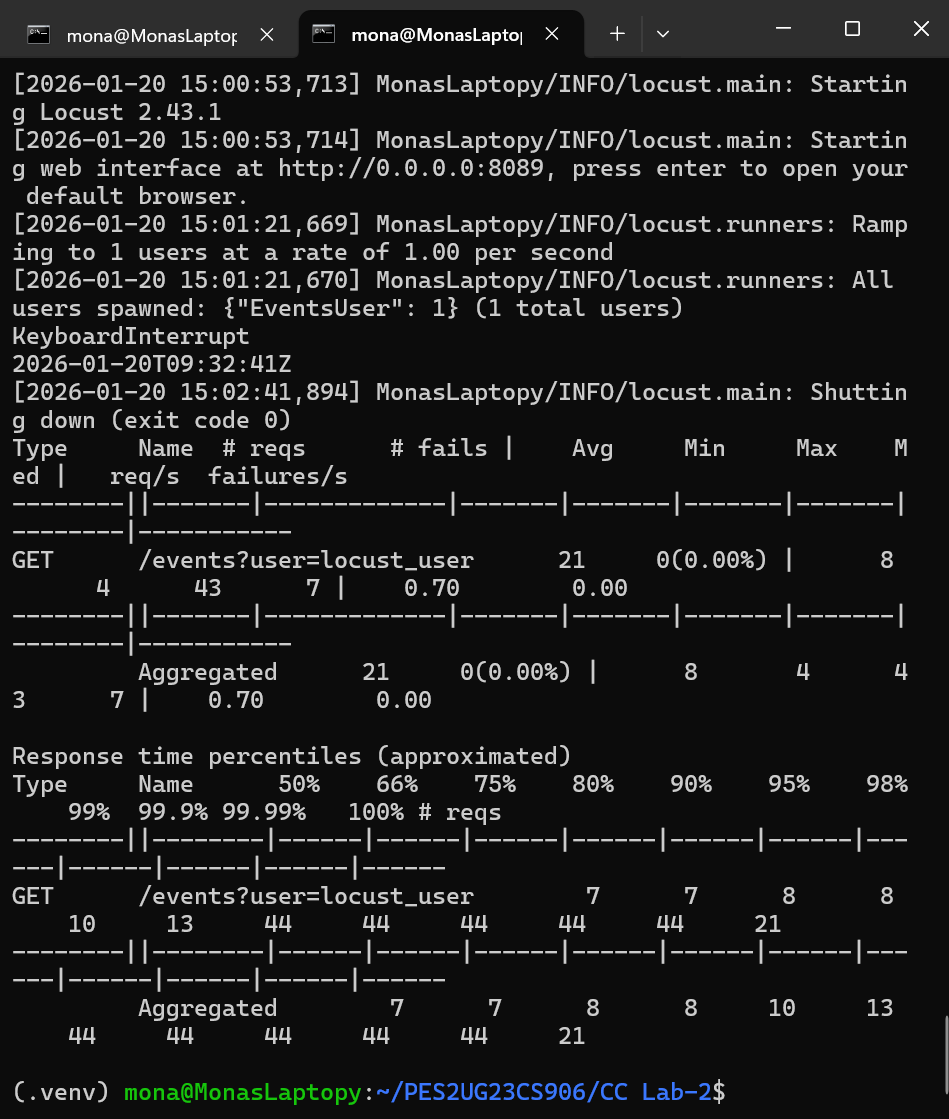 mona@MonasLaptop
mona@MonasLapto
[2026-01-20 15:00:53,713] MonasLaptopy/INFO/locust.main: Startin
g Locust 2.43.1
[2026-01-20 15:00:53,714] MonasLaptopy/INFO/locust.main: Startin
g web interface at http://0.0.0.0:8089, press enter to open your
 default browser.
[2026-01-20 15:01:21,669] MonasLaptopy/INFO/locust.runners: Ramp
ing to 1 users at a rate of 1.00 per second
[2026-01-20 15:01:21,670] MonasLaptopy/INFO/locust.runners: All
users spawned: {"EventsUser": 1} (1 total users)
KeyboardInterrupt
2026-01-20T09:32:41Z
[2026-01-20 15:02:41,894] MonasLaptopy/INFO/locust.main: Shuttin
g down (exit code 0)
Type     Name  # reqs      # fails |    Avg     Min     Max    M
ed |   req/s  failures/s
--------||-------|-------------|-------|-------|-------|-------|
--------|-----------
GET      /events?user=locust_user      21     0(0.00%) |      8
      4      43      7 |    0.70        0.00
--------||-------|-------------|-------|-------|-------|-------|
--------|-----------
         Aggregated      21     0(0.00%) |      8       4      4
3      7 |    0.70        0.00

Response time percentiles (approximated)
Type     Name      50%    66%    75%    80%    90%    95%    98%
    99%  99.9% 99.99%   100% # reqs
--------||--------|------|------|------|------|------|------|---
---|------|------|------|------
GET      /events?user=locust_user        7      7      8      8
    10     13     44     44     44     44     44     21
--------||--------|------|------|------|------|------|------|---
---|------|------|------|------
         Aggregated        7      7      8      8     10     13
    44     44     44     44     44     21

(.venv) mona@MonasLaptopy:~/PES2UG23CS906/CC Lab-2$